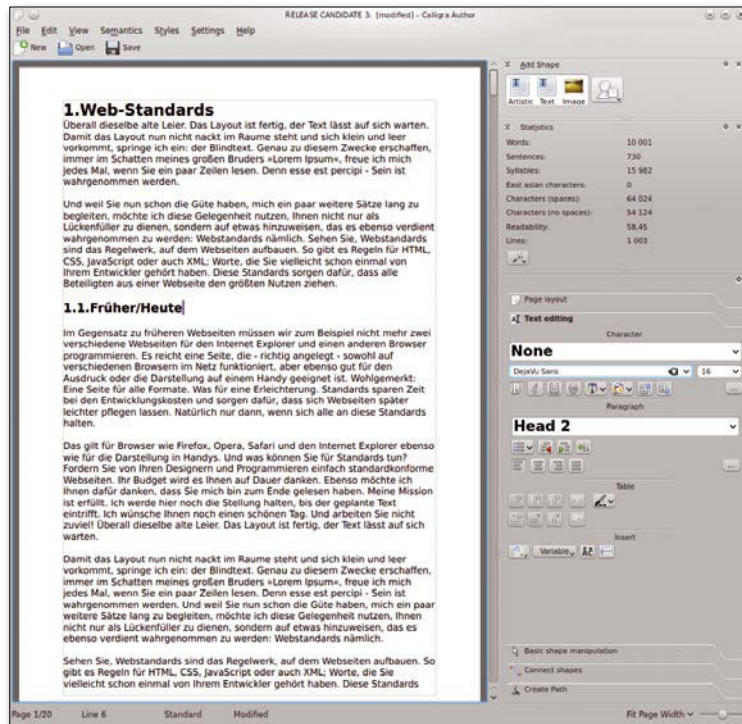 RELEASE CANDIDATE 3: [modified] – Calligra Author
File Edit View Semantics Styles Settings Help
New Open Save
1.Web-Standards
Überall dieselbe alte Leier. Das Layout ist fertig, der Text lässt auf sich warten.
Damit das Layout nun nicht nackt im Raume steht und sich klein und leer
vorkommt, springe ich ein: der Blindtext. Genau zu diesem Zwecke erschaffen,
immer im Schatten meines großen Bruders »Lorem Ipsum«, freue ich mich
jedes Mal, wenn Sie ein paar Zeilen lesen. Denn esse est percipi - Sein ist
wahrgenommen werden.
Und weil Sie nun schon die Güte haben, mich ein paar weitere Sätze lang zu
begleiten, möchte ich diese Gelegenheit nutzen, Ihnen nicht nur als
Lückenfüller zu dienen, sondern auf etwas hinzuweisen, das es ebenso verdient
wahrgenommen zu werden: Webstandards nämlich. Sehen Sie, Webstandards
sind das Regelwerk, auf dem Webseiten aufbauen. So gibt es Regeln für HTML,
CSS, JavaScript oder auch XML; Worte, die Sie vielleicht schon einmal von
Ihrem Entwickler gehört haben. Diese Standards sorgen dafür, dass alle
Beteiligten aus einer Webseite den größten Nutzen ziehen.
1.1.Früher/Heute
Im Gegensatz zu früheren Webseiten müssen wir zum Beispiel nicht mehr zwei
verschiedene Webseiten für den Internet Explorer und einen anderen Browser
programmieren. Es reicht eine Seite, die - richtig angelegt - sowohl auf
verschiedenen Browsern im Netz funktioniert, aber ebenso gut für den
Ausdruck oder die Darstellung auf einem Handy geeignet ist. Wohlgemerkt:
Eine Seite für alle Formate. Was für eine Erleichterung. Standards sparen Zeit
bei den Entwicklungskosten und sorgen dafür, dass sich Webseiten später
leichter pflegen lassen. Natürlich nur dann, wenn sich alle an diese Standards
halten.
Das gilt für Browser wie Firefox, Opera, Safari und den Internet Explorer ebenso
wie für die Darstellung in Handys. Und was können Sie für Standards tun?
Fordern Sie von Ihren Designern und Programmieren einfach standardkonforme
Webseiten. Ihr Budget wird es Ihnen auf Dauer danken. Ebenso möchte ich
Ihnen dafür danken, dass Sie mich bin zum Ende gelesen haben. Meine Mission
ist erfüllt. Ich werde hier noch die Stellung halten, bis der geplante Text
eintrifft. Ich wünsche Ihnen noch einen schönen Tag. Und arbeiten Sie nicht
zuviel! Überall dieselbe alte Leier. Das Layout ist fertig, der Text lässt auf sich
warten.
Damit das Layout nun nicht nackt im Raume steht und sich klein und leer
vorkommt, springe ich ein: der Blindtext. Genau zu diesem Zwecke erschaffen,
immer im Schatten meines großen Bruders »Lorem Ipsum«, freue ich mich
jedes Mal, wenn Sie ein paar Zeilen lesen. Denn esse est percipi - Sein ist
wahrgenommen werden. Und weil Sie nun schon die Güte haben, mich ein paar
weitere Sätze lang zu begleiten, möchte ich diese Gelegenheit nutzen, Ihnen
nicht nur als Lückenfüller zu dienen, sondern auf etwas hinzuweisen, das es
ebenso verdient wahrgenommen zu werden: Webstandards nämlich.
Sehen Sie, Webstandards sind das Regelwerk, auf dem Webseiten aufbauen. So
gibt es Regeln für HTML, CSS, JavaScript oder auch XML; Worte, die Sie
vielleicht schon einmal von Ihrem Entwickler gehört haben. Diese Standards
Add Shape
Artistic Text Image
Statistics
Words: 10 001
Sentences: 730
Syllables: 15 982
East asian characters: 0
Characters (spaces): 64 024
Characters (no spaces): 54 124
Readability: 58.45
Lines: 1 003
Page layout
Text editing
Character
None
DejaVu Sans 16
Paragraph
Head 2
Table
Insert
Variable
Basic shape manipulation
Connect shapes
Create Path
Page 1/20 Line 6 Standard Modified Fit Page Width